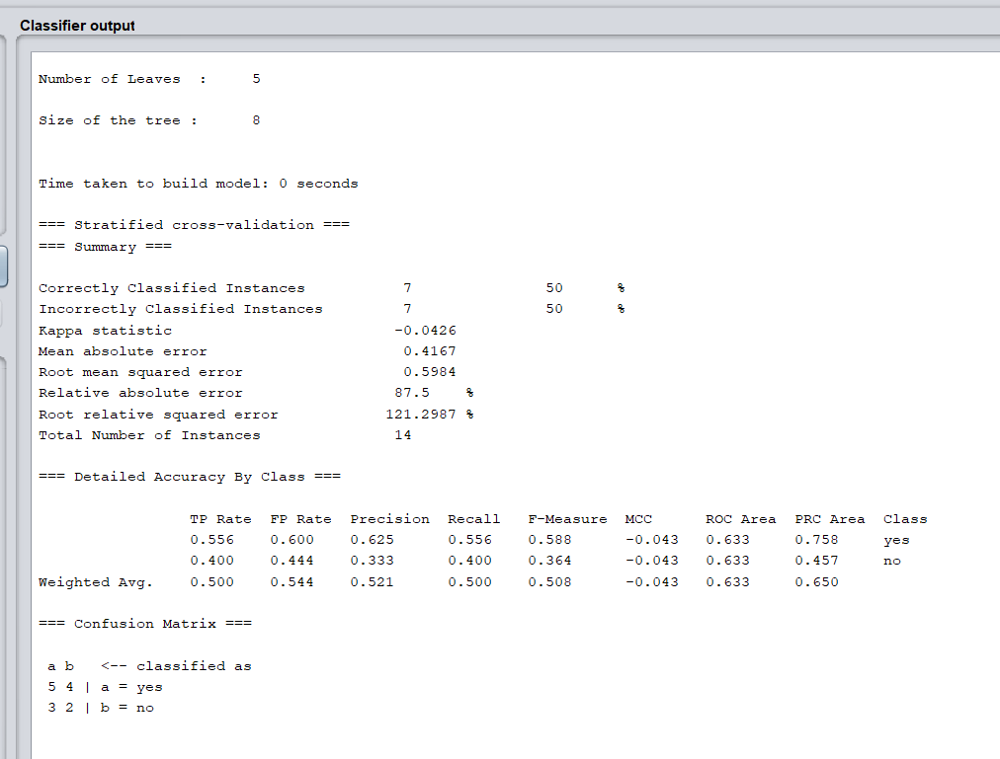 Classifier output
Number of Leaves  :     5
Size of the tree :      8
Time taken to build model: 0 seconds
=== Stratified cross-validation ===
=== Summary ===
Correctly Classified Instances           7               50      %
Incorrectly Classified Instances         7               50      %
Kappa statistic                         -0.0426
Mean absolute error                      0.4167
Root mean squared error                  0.5984
Relative absolute error                 87.5    %
Root relative squared error            121.2987 %
Total Number of Instances               14
=== Detailed Accuracy By Class ===
                 TP Rate  FP Rate  Precision  Recall   F-Measure  MCC      ROC Area  PRC Area  Class
                 0.556    0.600    0.625      0.556    0.588      -0.043   0.633     0.758     yes
                 0.400    0.444    0.333      0.400    0.364      -0.043   0.633     0.457     no
Weighted Avg.    0.500    0.544    0.521      0.500    0.508      -0.043   0.633     0.650
=== Confusion Matrix ===
 a b   <-- classified as
 5 4 | a = yes
 3 2 | b = no